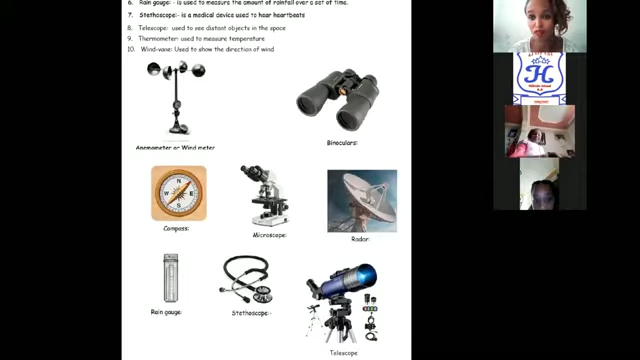 6. Rain gauge: - is used to measure the amount of rainfall over a set of time.
7. Stethoscope:- is a medical device used to hear heartbeats
8. Telescope: used to see distant objects in the space
9. Thermometer: used to measure temperature
10. Wind-vane: Used to show the direction of wind
Anemometer or Wind meter
Binoculars:
N
W E
S
Compass:
Microscope:
Radar:
Rain gauge:
Stethoscope:-
Telescope
H